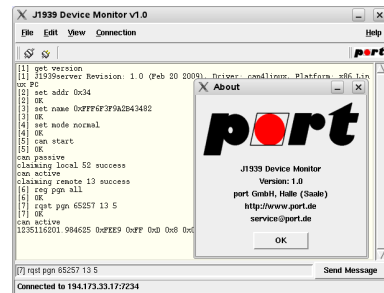 J1939 Device Monitor v1.0
File Edit View Connection Help
port
[1] get version
[1] J1939server Revision: 1.0 (Feb 20 2009), Driver: can4linux, Platform: x86 Lin
ux PC
[2] set addr 0x34
[2] OK
[3] set name 0xFFF6F3F9A2B43482
[3] OK
[4] set mode normal
[4] OK
[5] can start
[5] OK
can passive
claiming local 52 success
can active
claiming remote 13 success
[6] reg pgn all
[6] OK
[7] rqst pgn 65257 13 5
[7] OK
can active
1235116201.984625 0xFEE9 0xFF 0xD 0x8 0x0
About
port
J1939 Device Monitor
Version: 1.0
port GmbH, Halle (Saale)
http://www.port.de
service@port.de
OK
[7] rqst pgn 65257 13 5
Send Message
Connected to 194.173.33.17:7234